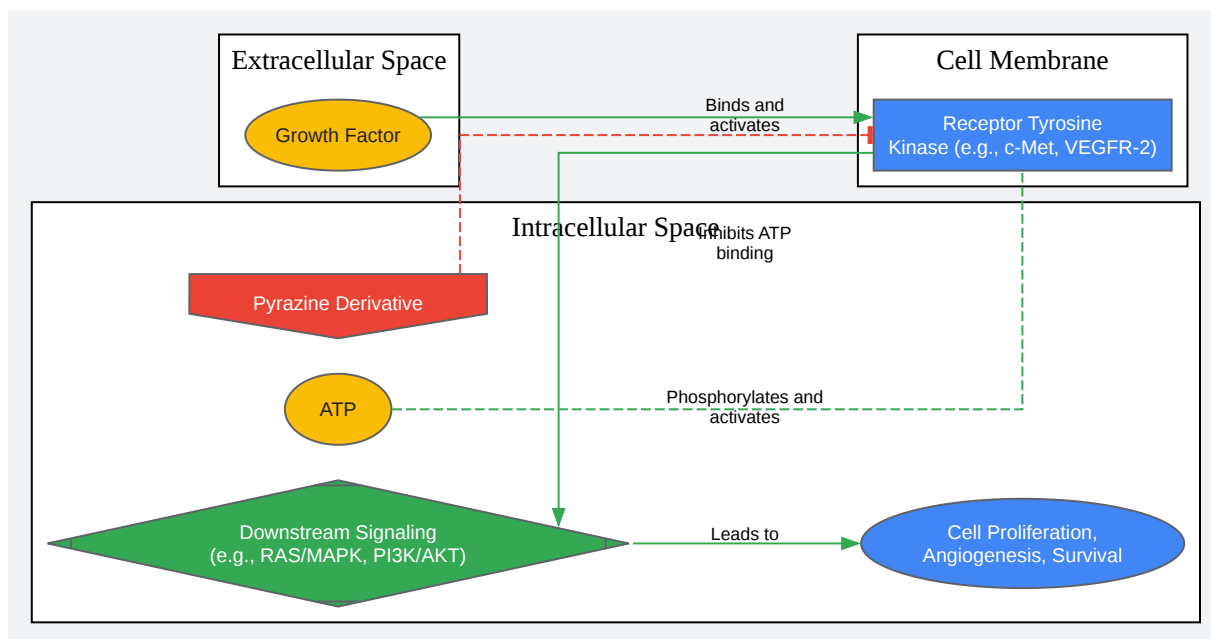 Extracellular Space
Cell Membrane
Growth Factor
Binds and
activates
Receptor Tyrosine
Kinase (e.g., c-Met, VEGFR-2)
Intracellular Space
Inhibits ATP
binding
Pyrazine Derivative
ATP
Phosphorylates and
activates
Downstream Signaling
(e.g., RAS/MAPK, PI3K/AKT)
Leads to
Cell Proliferation,
Angiogenesis, Survival